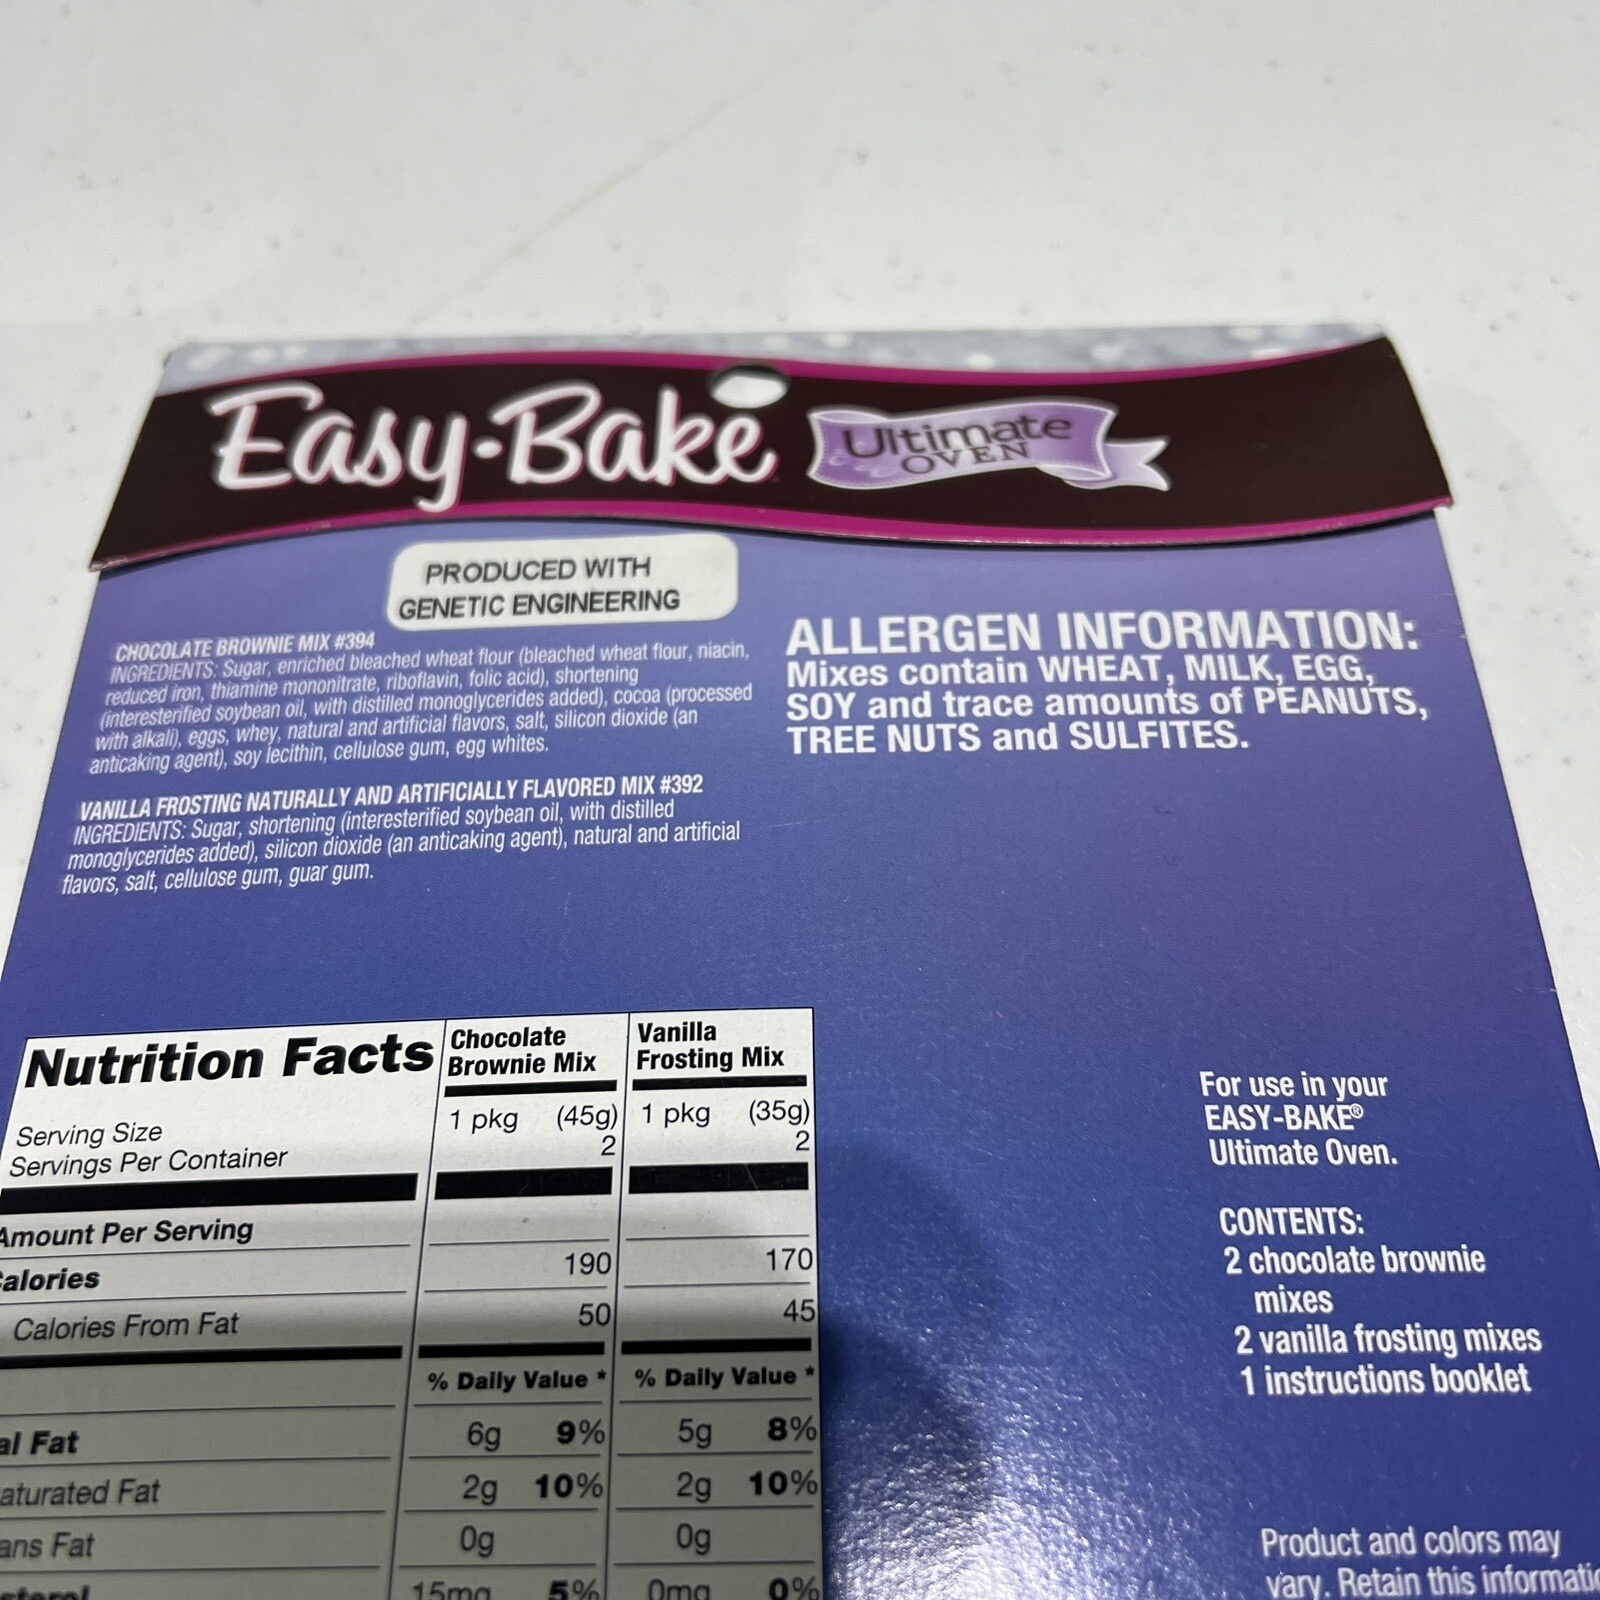 Easy-Bake
Ultimate
OVEN
PRODUCED WITH
GENETIC ENGINEERING
CHOCOLATE BROWNIE MIX #394
INGREDIENTS: Sugar, enriched bleached wheat flour (bleached wheat flour, niacin,
reduced iron, thiamine mononitrate, riboflavin, folic acid), shortening
(interesterified soybean oil, with distilled monoglycerides added), cocoa (processed
with alkali), eggs, whey, natural and artificial flavors, salt, silicon dioxide (an
anticaking agent), soy lecithin, cellulose gum, egg whites.
VANILLA FROSTING NATURALLY AND ARTIFICIALLY FLAVORED MIX #392
INGREDIENTS: Sugar, shortening (interesterified soybean oil, with distilled
monoglycerides added), silicon dioxide (an anticaking agent), natural and artificial
flavors, salt, cellulose gum, guar gum.
ALLERGEN INFORMATION:
Mixes contain WHEAT, MILK, EGG,
SOY and trace amounts of PEANUTS,
TREE NUTS and SULFITES.
Nutrition Facts
Chocolate
Brownie Mix
Vanilla
Frosting Mix
Serving Size 1 pkg (45g) 1 pkg (35g)
Servings Per Container 2 2
Amount Per Serving
alories 190 170
Calories From Fat 50 45
% Daily Value * % Daily Value *
al Fat 6g 9% 5g 8%
aturated Fat 2g 10% 2g 10%
ans Fat 0g 0g
sterol 15mg 5% 0mg 0%
For use in your
EASY-BAKE®
Ultimate Oven.
CONTENTS:
2 chocolate brownie
mixes
2 vanilla frosting mixes
1 instructions booklet
Product and colors may
vary. Retain this informatio